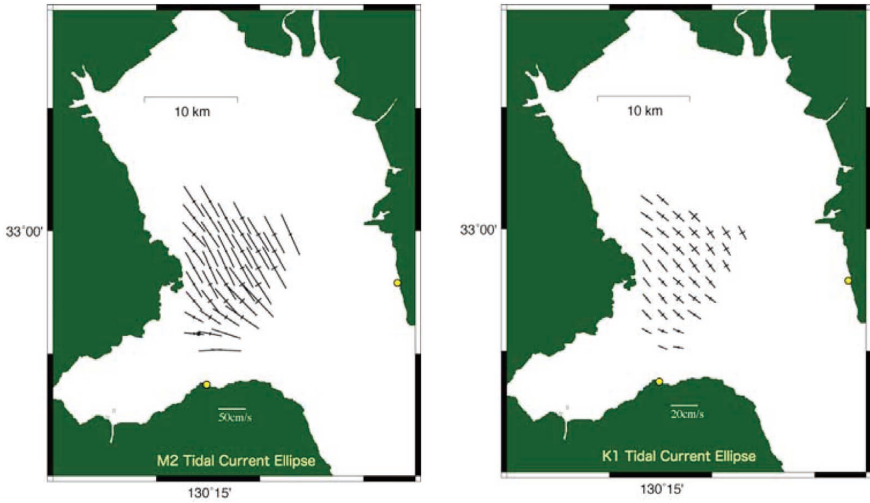 10 km
33°00'
50cm/s
M2 Tidal Current Ellipse
130°15'
10 km
33°00'
20cm/s
K1 Tidal Current Ellipse
130°15'